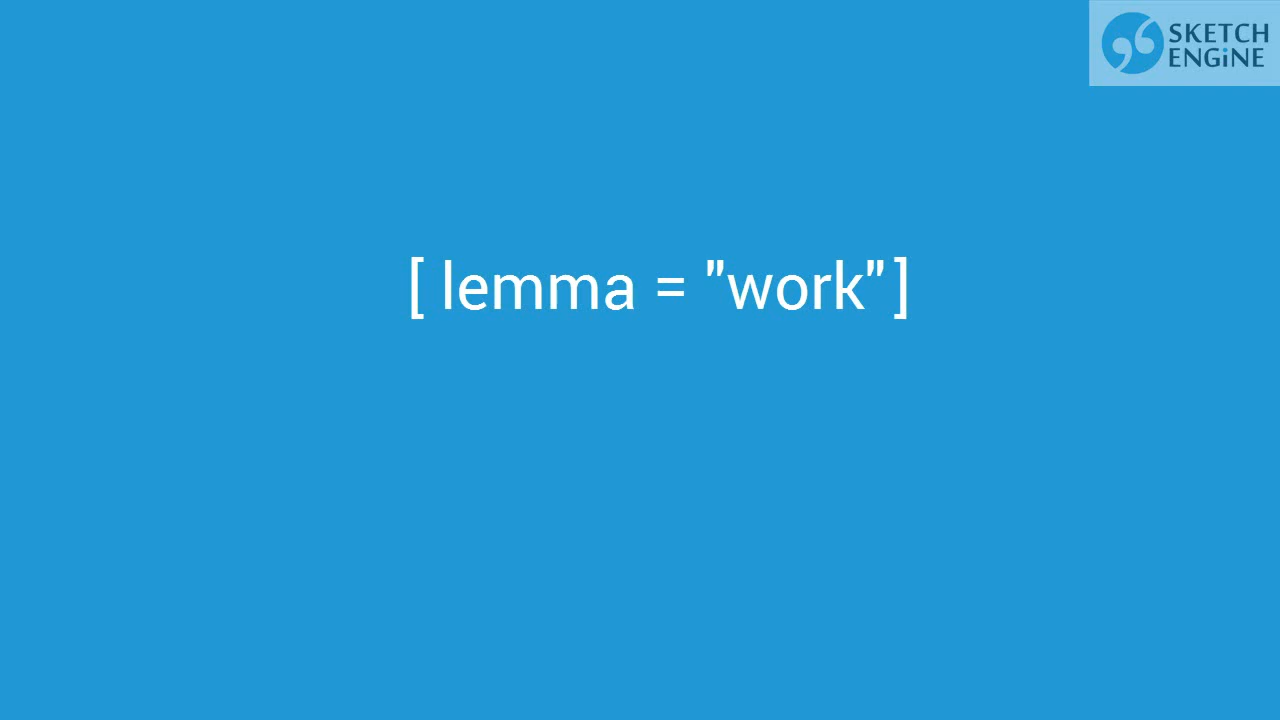 SKETCH
ENGiNE
[ lemma = "work" ]